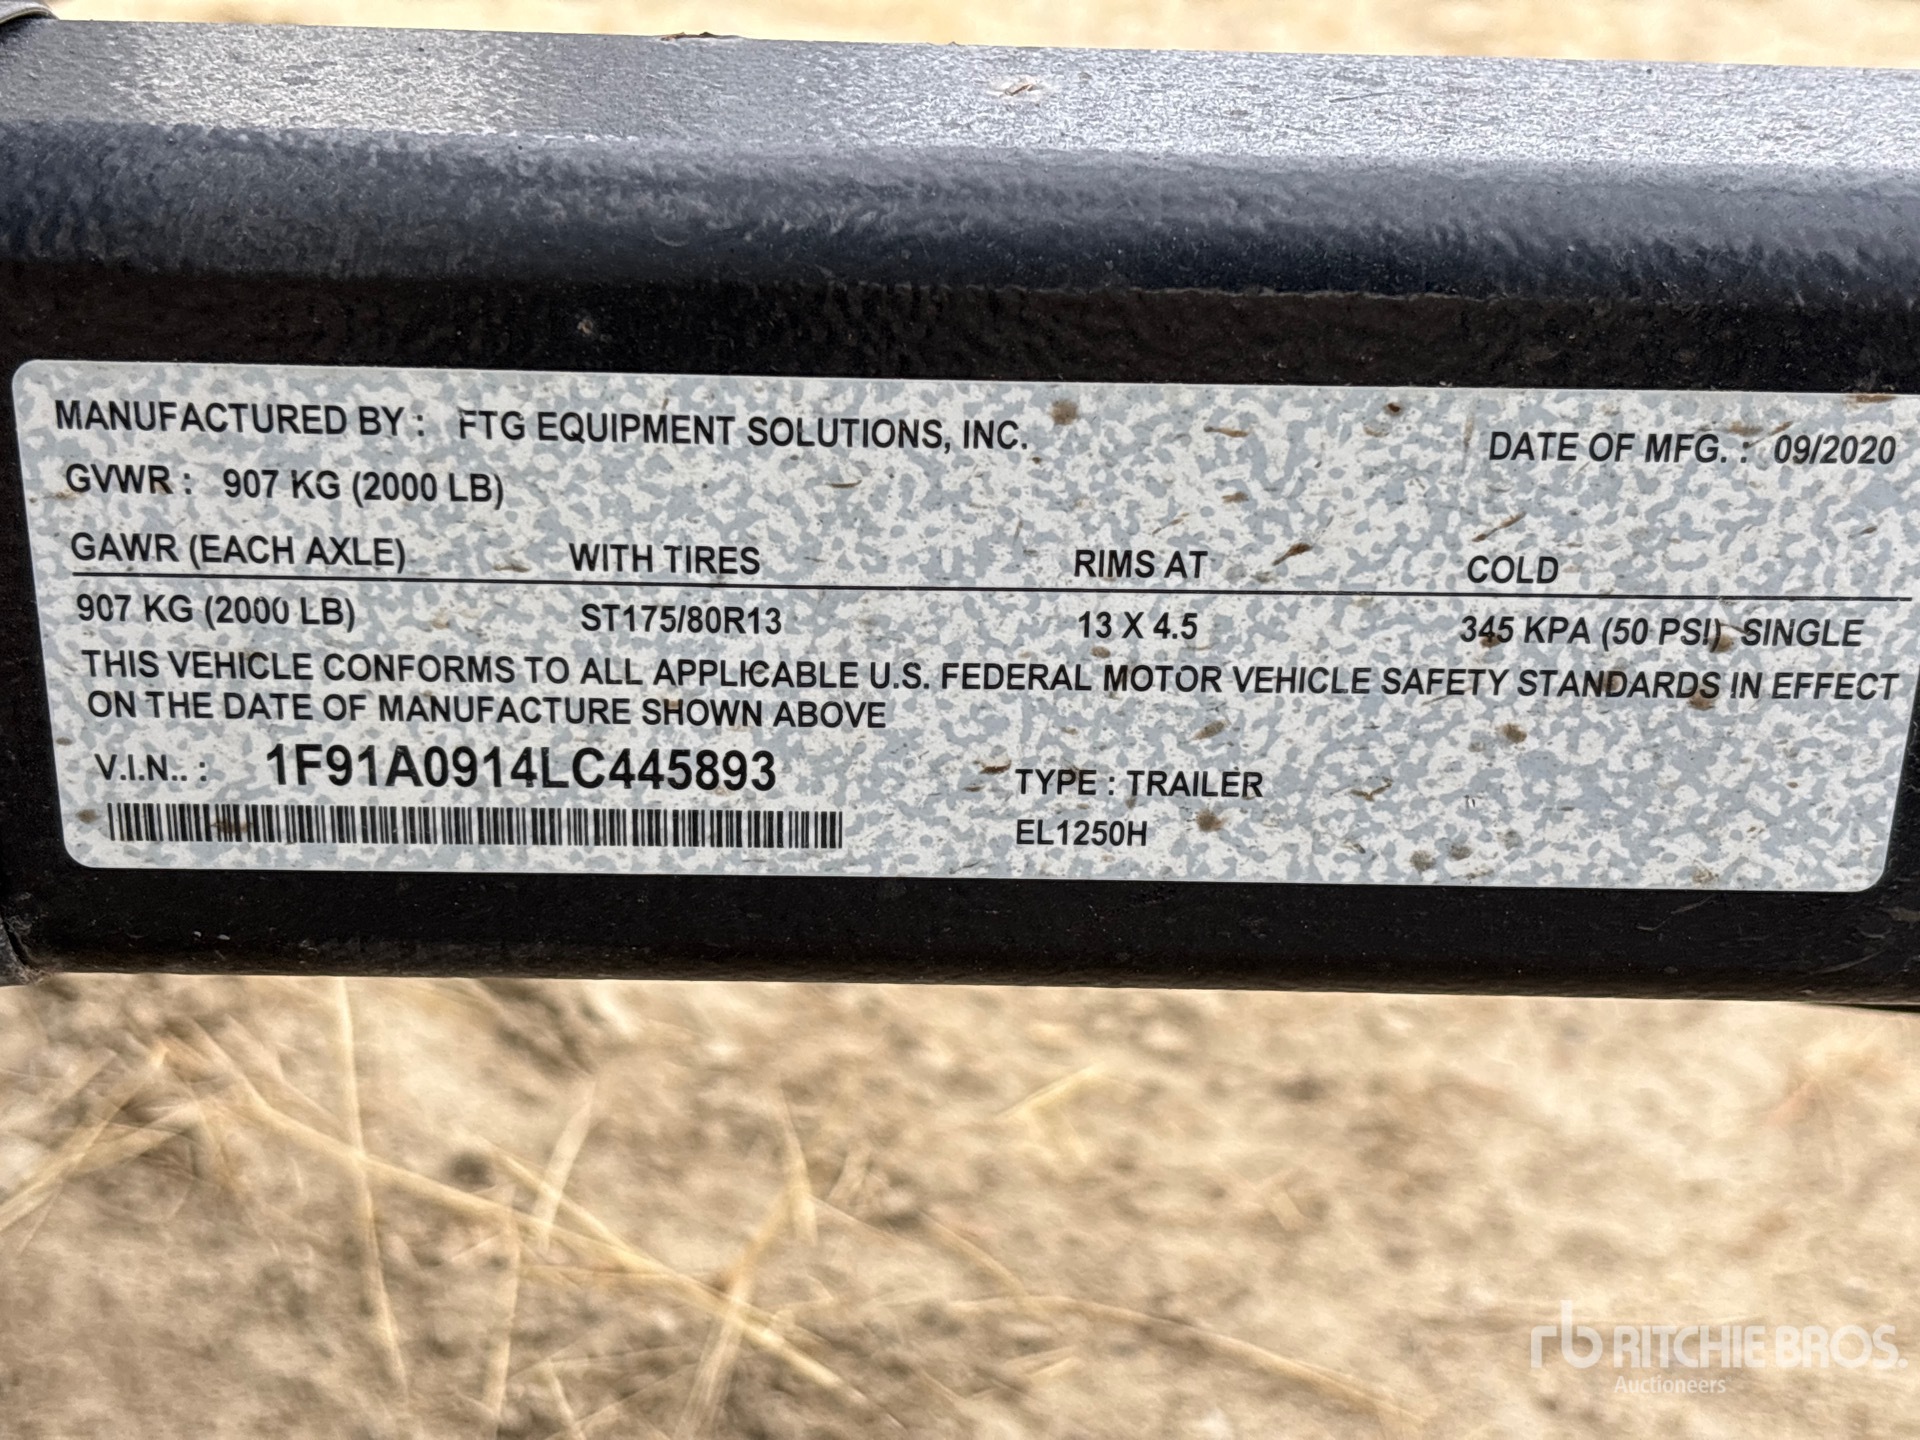 MANUFACTURED BY : FTG EQUIPMENT SOLUTIONS, INC. DATE OF MFG. : 09/2020
GVWR : 907 KG (2000 LB)
GAWR (EACH AXLE) WITH TIRES RIMS AT COLD
907 KG (2000 LB) ST175/80R13 13 X 4.5 345 KPA (50 PSI) SINGLE
THIS VEHICLE CONFORMS TO ALL APPLICABLE U.S. FEDERAL MOTOR VEHICLE SAFETY STANDARDS IN EFFECT
ON THE DATE OF MANUFACTURE SHOWN ABOVE
V.I.N.. : 1F91A0914LC445893 TYPE : TRAILER
EL1250H
rb RITCHIE BROS.
Auctioneers